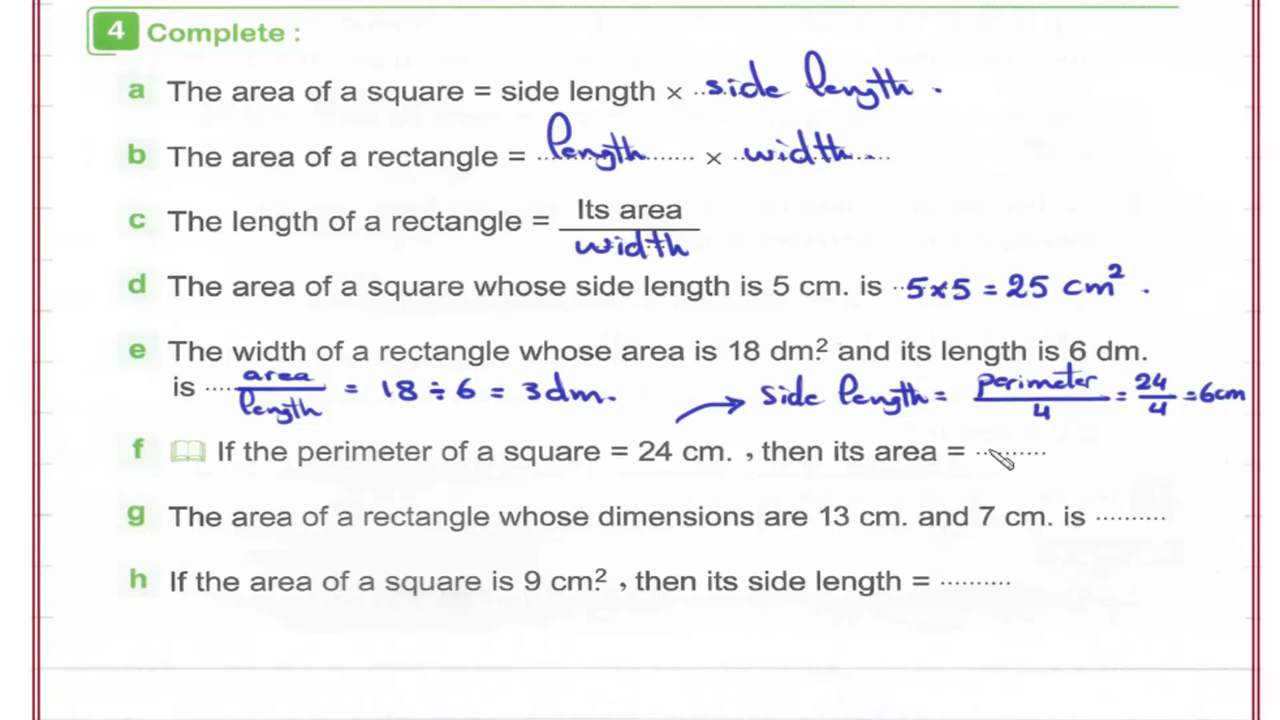 4 Complete :
a The area of a square = side length × side length.
b The area of a rectangle = length × width.
c The length of a rectangle = Its area / width
d The area of a square whose side length is 5 cm. is 5×5 = 25 cm².
e The width of a rectangle whose area is 18 dm² and its length is 6 dm.
is area / length = 18 ÷ 6 = 3 dm.
side length = perimeter / 4 = 24 / 4 = 6 cm
f If the perimeter of a square = 24 cm. , then its area = ..........
g The area of a rectangle whose dimensions are 13 cm. and 7 cm. is ..........
h If the area of a square is 9 cm² , then its side length = ..........